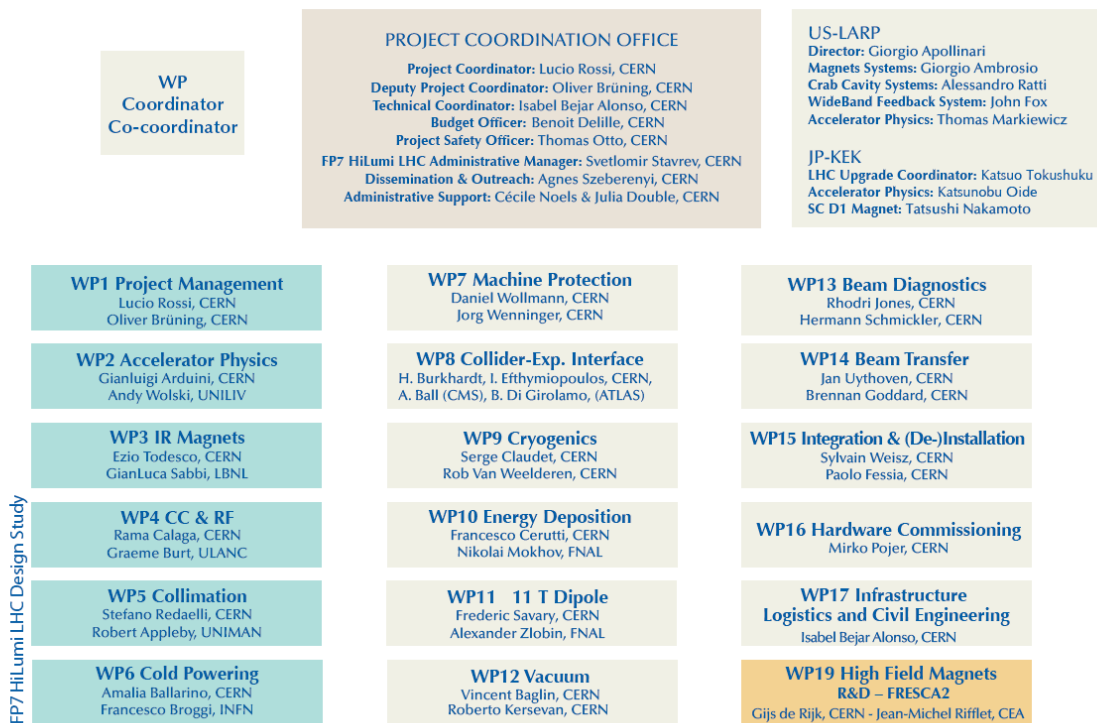 WP
Coordinator
Co-coordinator
PROJECT COORDINATION OFFICE
Project Coordinator: Lucio Rossi, CERN
Deputy Project Coordinator: Oliver Brüning, CERN
Technical Coordinator: Isabel Bejar Alonso, CERN
Budget Officer: Benoit Delille, CERN
Project Safety Officer: Thomas Otto, CERN
FP7 HiLumi LHC Administrative Manager: Svetlomir Stavrev, CERN
Dissemination & Outreach: Agnes Szeberenyi, CERN
Administrative Support: Cécile Noels & Julia Double, CERN
US-LARP
Director: Giorgio Apollinari
Magnets Systems: Giorgio Ambrosio
Crab Cavity Systems: Alessandro Ratti
WideBand Feedback System: John Fox
Accelerator Physics: Thomas Markiewicz
JP-KEK
LHC Upgrade Coordinator: Katsuo Tokushuku
Accelerator Physics: Katsunobu Oide
SC D1 Magnet: Tatsushi Nakamoto
FP7 HiLumi LHC Design Study
WP1 Project Management
Lucio Rossi, CERN
Oliver Brüning, CERN
WP2 Accelerator Physics
Gianluigi Arduini, CERN
Andy Wolski, UNILIV
WP3 IR Magnets
Ezio Todesco, CERN
GianLuca Sabbi, LBNL
WP4 CC & RF
Rama Calaga, CERN
Graeme Burt, ULANC
WP5 Collimation
Stefano Redaelli, CERN
Robert Appleby, UNIMAN
WP6 Cold Powering
Amalia Ballarino, CERN
Francesco Broggi, INFN
WP7 Machine Protection
Daniel Wollmann, CERN
Jorg Wenninger, CERN
WP8 Collider-Exp. Interface
H. Burkhardt, I. Efthymiopoulos, CERN,
A. Ball (CMS), B. Di Girolamo, (ATLAS)
WP9 Cryogenics
Serge Claudet, CERN
Rob Van Weelderen, CERN
WP10 Energy Deposition
Francesco Cerutti, CERN
Nikolai Mokhov, FNAL
WP11 11 T Dipole
Frederic Savary, CERN
Alexander Zlobin, FNAL
WP12 Vacuum
Vincent Baglin, CERN
Roberto Kersevan, CERN
WP13 Beam Diagnostics
Rhodri Jones, CERN
Hermann Schmickler, CERN
WP14 Beam Transfer
Jan Uythoven, CERN
Brennan Goddard, CERN
WP15 Integration & (De-)Installation
Sylvain Weisz, CERN
Paolo Fessia, CERN
WP16 Hardware Commissioning
Mirko Pojer, CERN
WP17 Infrastructure
Logistics and Civil Engineering
Isabel Bejar Alonso, CERN
WP19 High Field Magnets
R&D – FRESCA2
Gijs de Rijk, CERN - Jean-Michel Rifflet, CEA